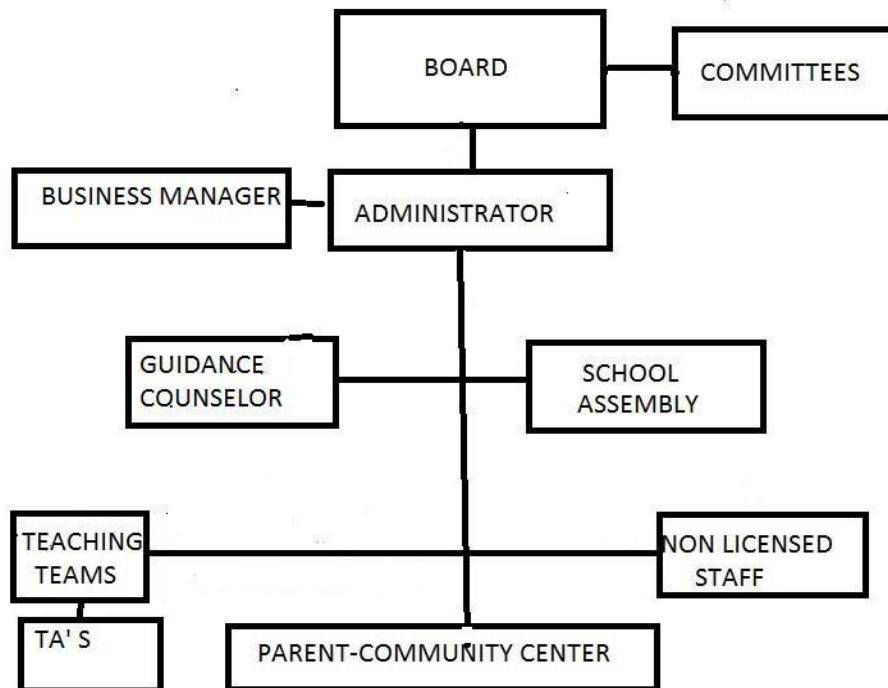 BOARD
COMMITTEES
BUSINESS MANAGER
ADMINISTRATOR
GUIDANCE
COUNSELOR
SCHOOL
ASSEMBLY
TEACHING
TEAMS
NON LICENSED
STAFF
TA' S
PARENT-COMMUNITY CENTER